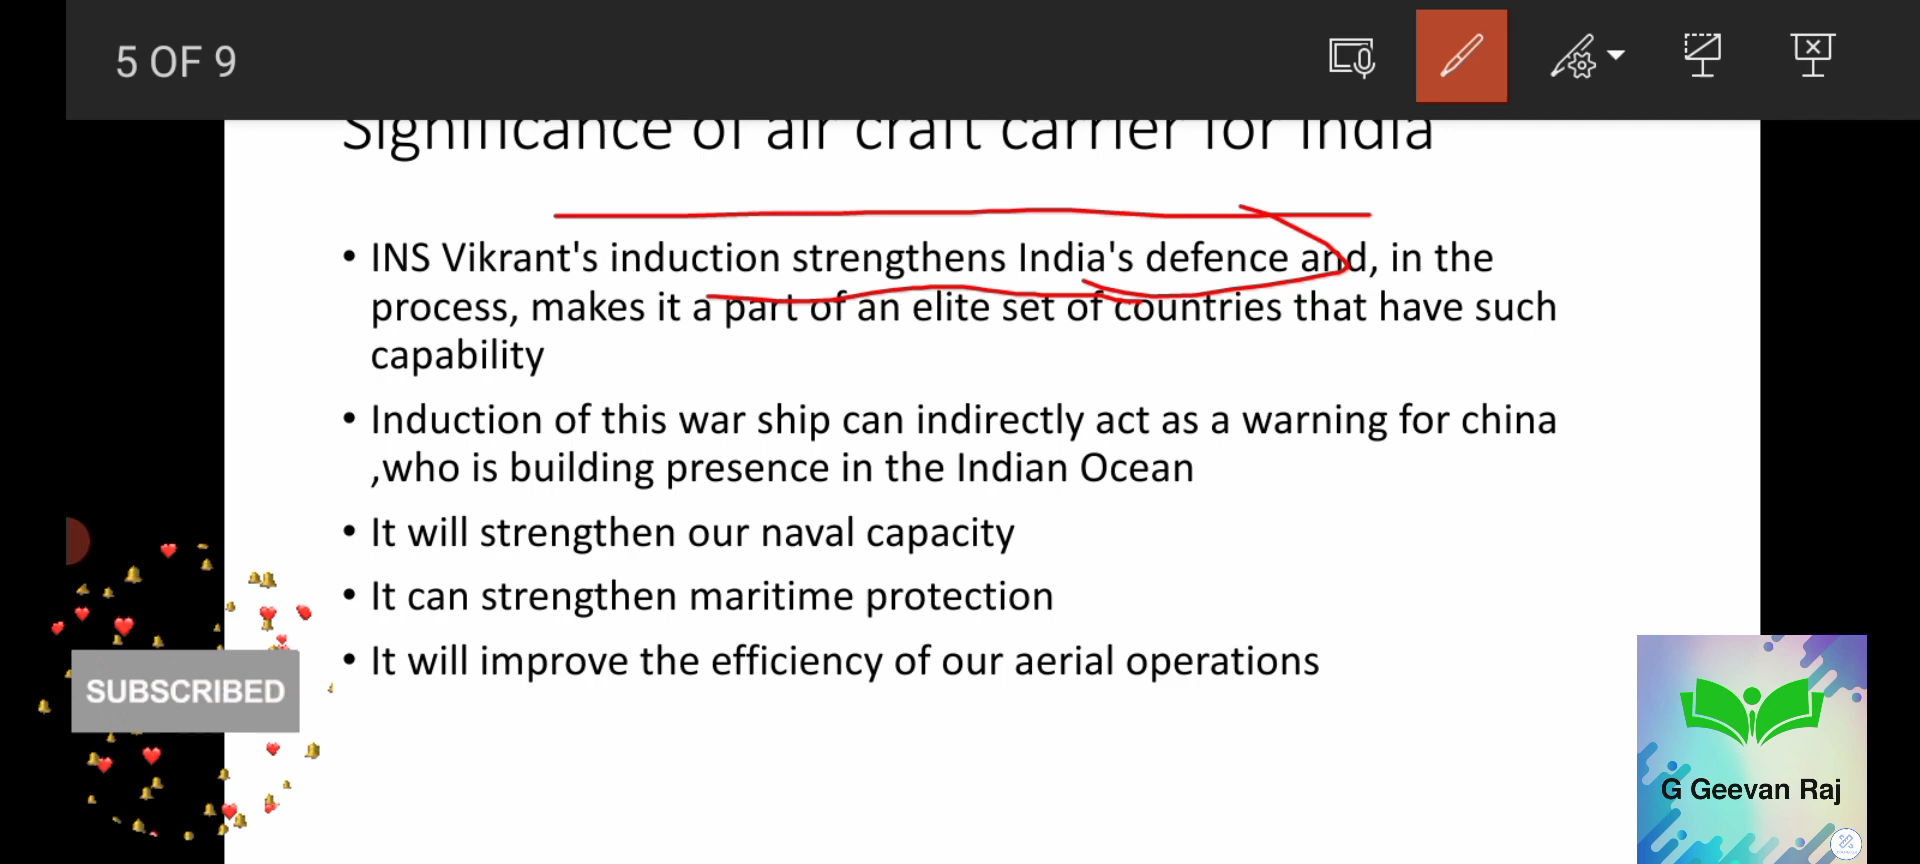 5 OF 9
Significance of air craft carrier for India
• INS Vikrant's induction strengthens India's defence and, in the
process, makes it a part of an elite set of countries that have such
capability
• Induction of this war ship can indirectly act as a warning for china
,who is building presence in the Indian Ocean
• It will strengthen our naval capacity
• It can strengthen maritime protection
• It will improve the efficiency of our aerial operations
SUBSCRIBED
G Geevan Raj